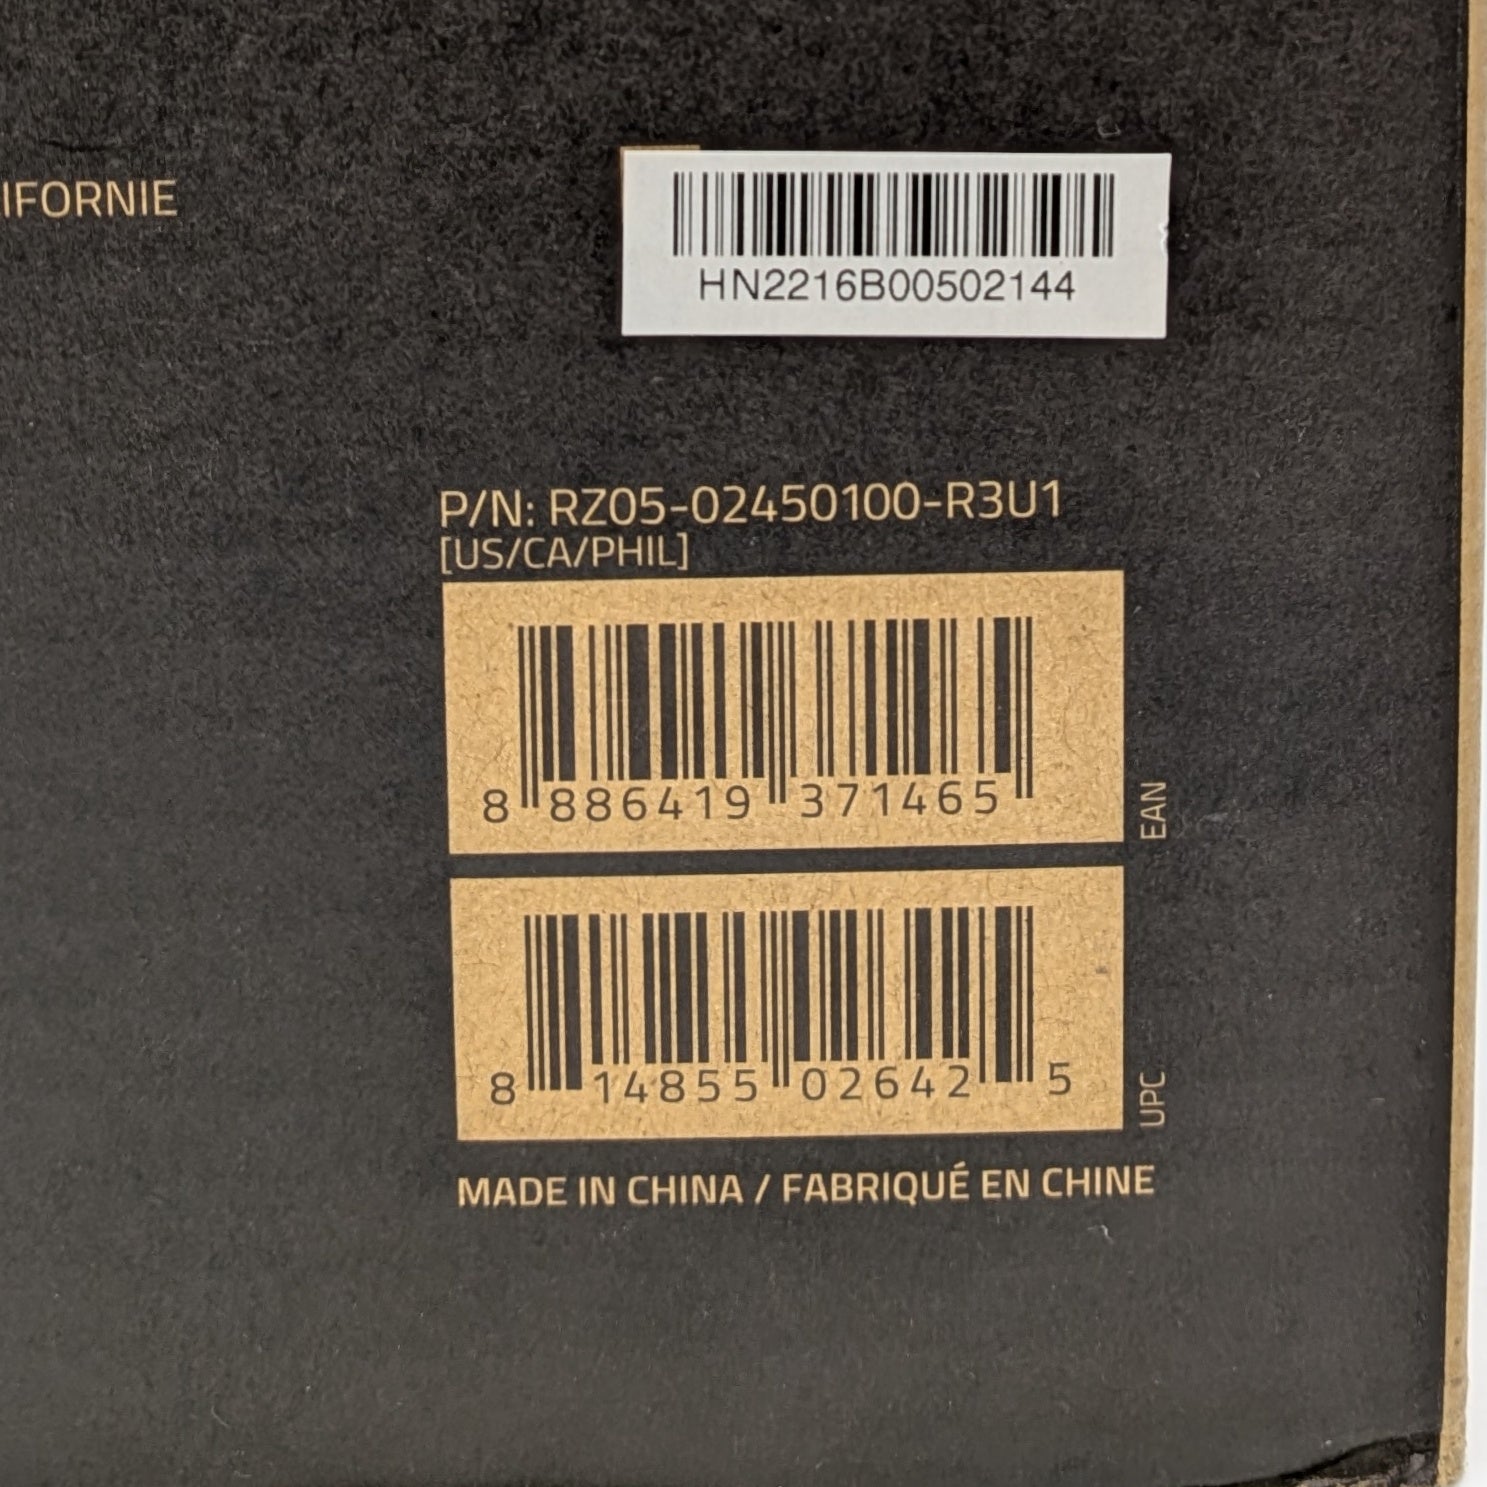 IFORNIE
HN2216B00502144
P/N: RZ05-02450100-R3U1
[US/CA/PHIL]
8 886419 371465
EAN
8 14855 02642 5
UPC
MADE IN CHINA / FABRIQUÉ EN CHINE